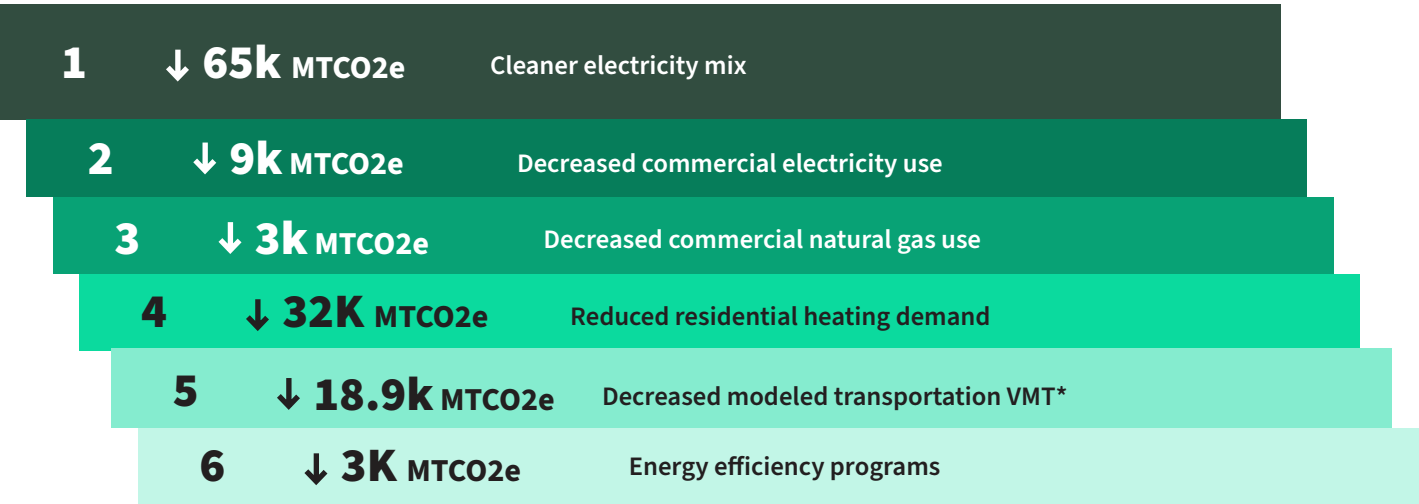 1 ↓ 65k MTCO2e Cleaner electricity mix
2 ↓ 9k MTCO2e Decreased commercial electricity use
3 ↓ 3k MTCO2e Decreased commercial natural gas use
4 ↓ 32K MTCO2e Reduced residential heating demand
5 ↓ 18.9k MTCO2e Decreased modeled transportation VMT*
6 ↓ 3K MTCO2e Energy efficiency programs